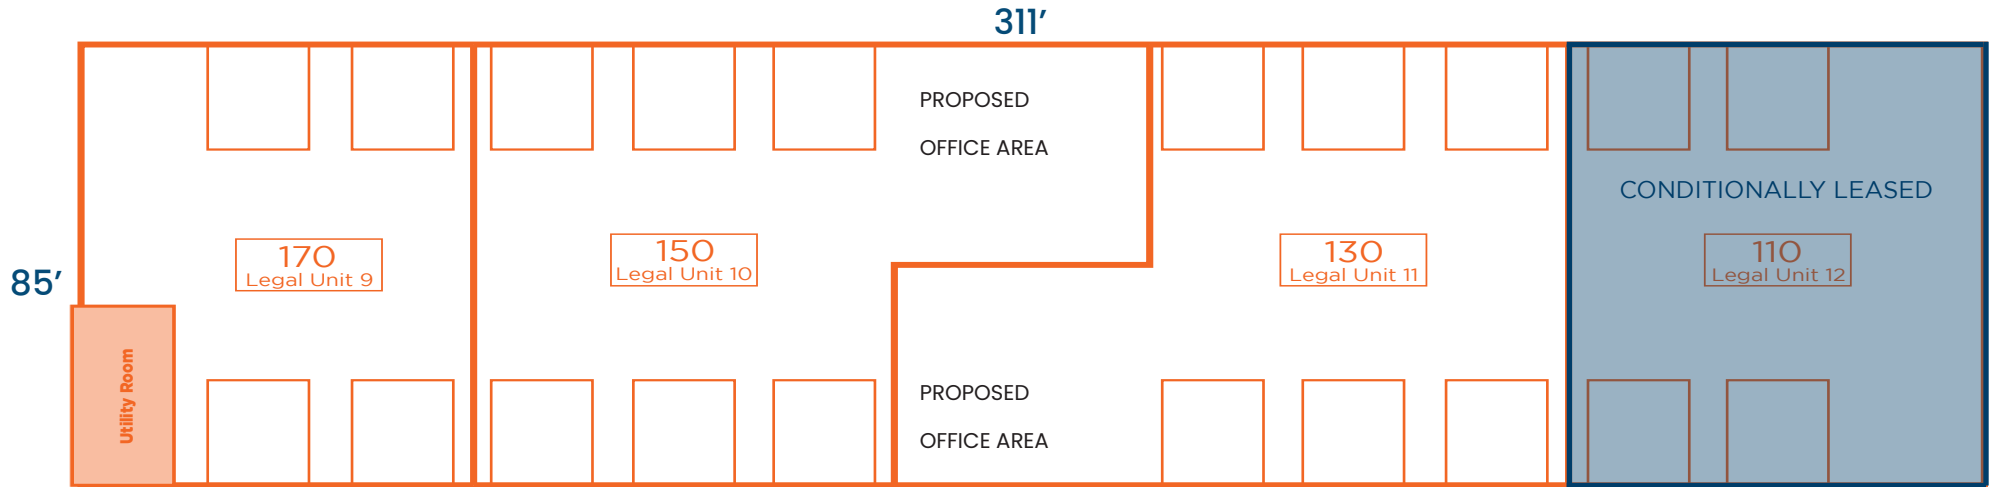 311’
PROPOSED
OFFICE AREA
CONDITIONALLY LEASED
170
Legal Unit 9
150
Legal Unit 10
130
Legal Unit 11
110
Legal Unit 12
85’
Utility Room
PROPOSED
OFFICE AREA